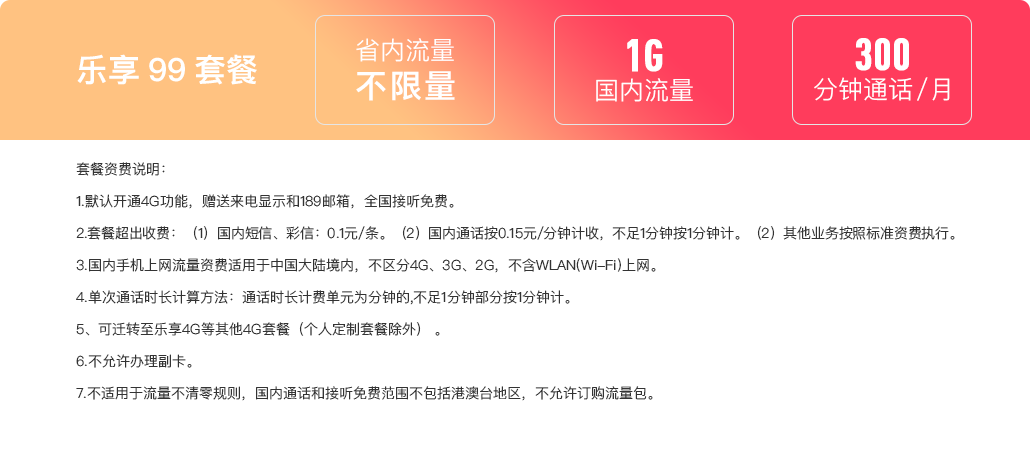 乐享 99 套餐
省内流量
不限量
1G
国内流量
300
分钟通话/月
套餐资费说明：
1.默认开通4G功能，赠送来电显示和189邮箱，全国接听免费。
2.套餐超出收费：（1）国内短信、彩信：0.1元/条。（2）国内通话按0.15元/分钟计收，不足1分钟按1分钟计。（2）其他业务按照标准资费执行。
3.国内手机上网流量资费适用于中国大陆境内，不区分4G、3G、2G，不含WLAN(Wi-Fi)上网。
4.单次通话时长计算方法：通话时长计费单元为分钟的,不足1分钟部分按1分钟计。
5、可迁转至乐享4G等其他4G套餐（个人定制套餐除外） 。
6.不允许办理副卡。
7.不适用于流量不清零规则，国内通话和接听免费范围不包括港澳台地区，不允许订购流量包。